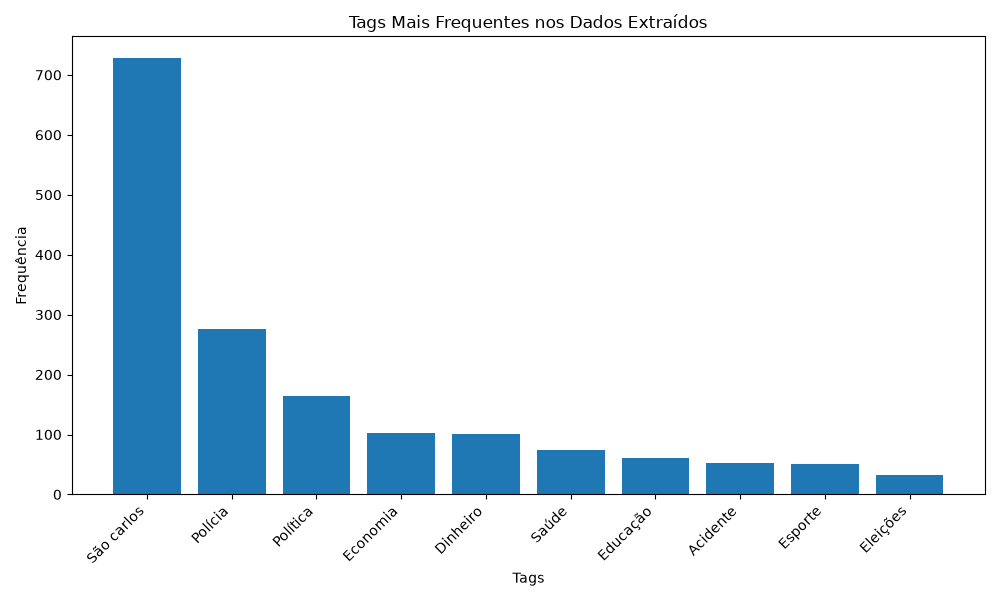 Tags Mais Frequentes nos Dados Extraídos
Frequência
700
600
500
400
300
200
100
0
São carlos
Polícia
Política
Economia
Dinheiro
Saúde
Educação
Acidente
Esporte
Eleições
Tags